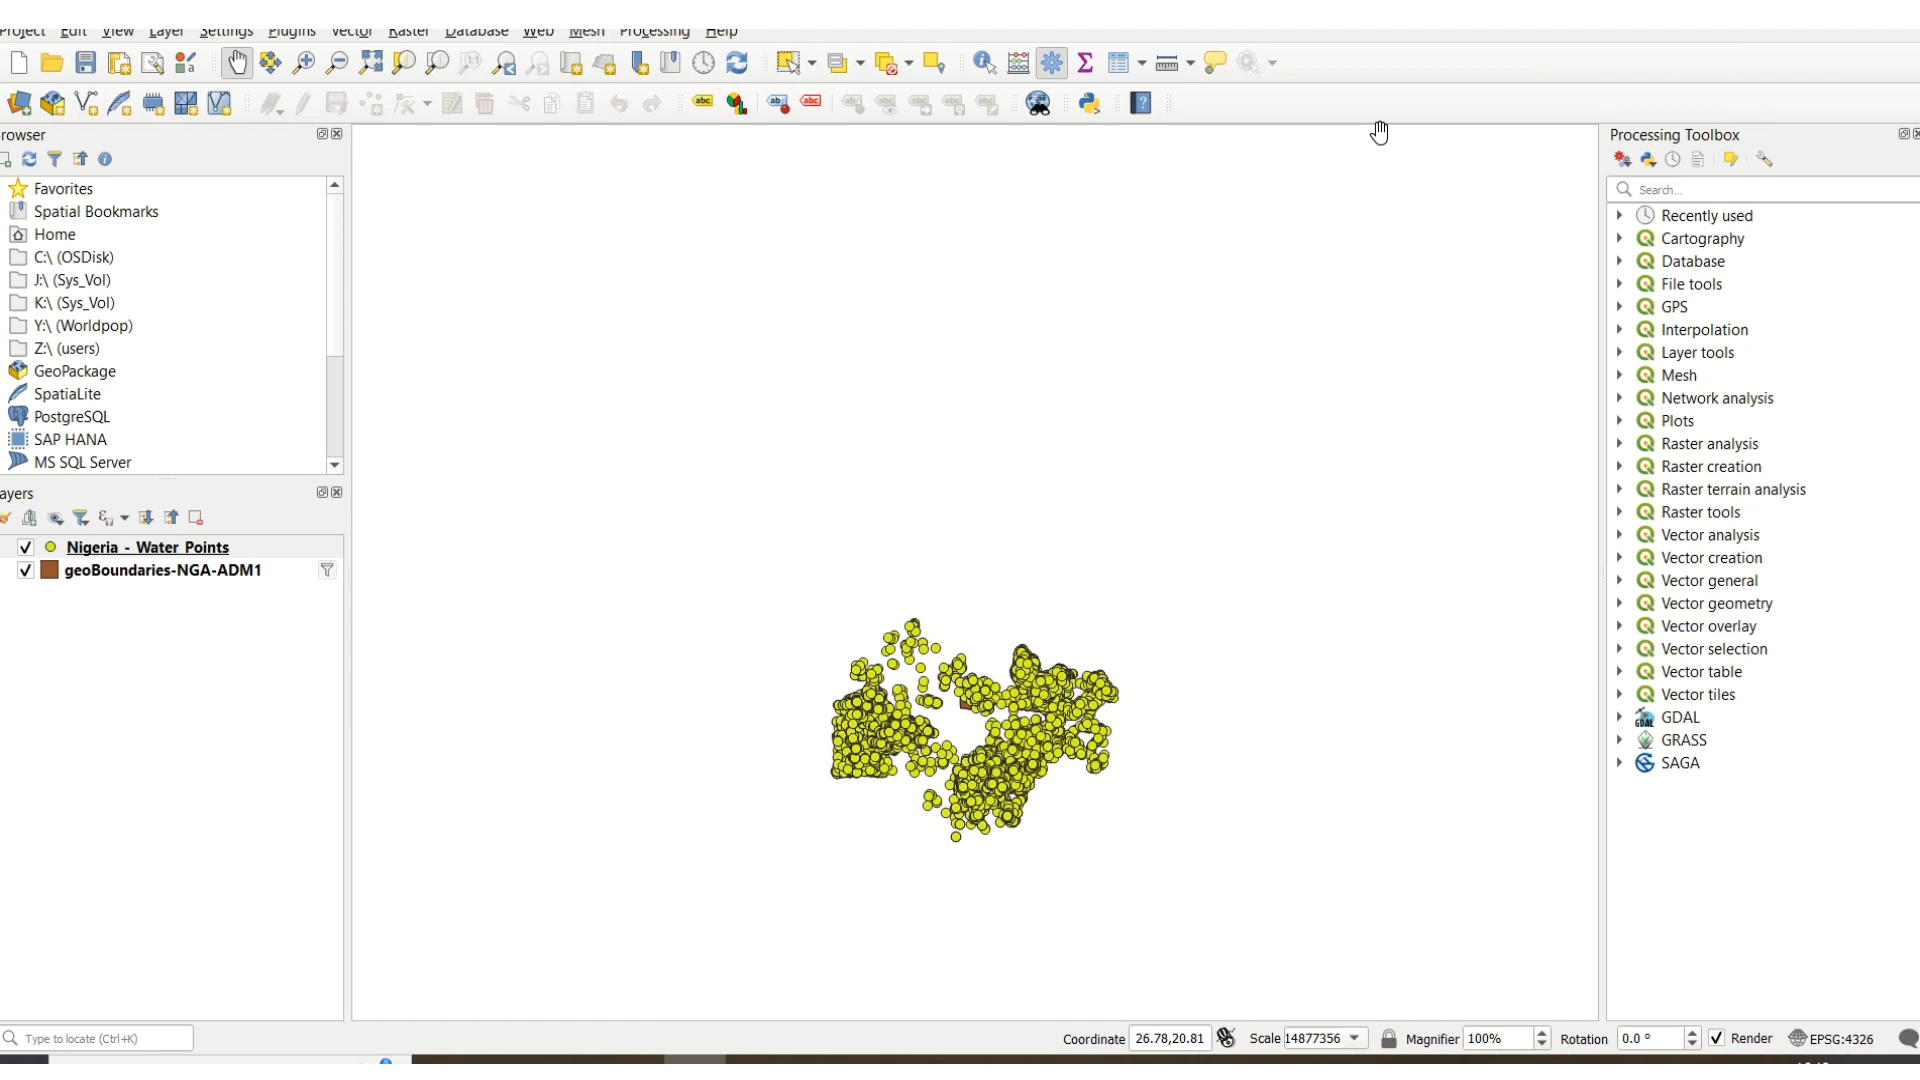 Project Edit View Layer Settings Plugins Vector Raster Database Web Mesh Processing Help
abc
ab
abc
?
rowser
Favorites
Spatial Bookmarks
Home
C:\ (OSDisk)
J:\ (Sys_Vol)
K:\ (Sys_Vol)
Y:\ (Worldpop)
Z:\ (users)
GeoPackage
SpatiaLite
PostgreSQL
SAP HANA
MS SQL Server
ayers
Nigeria - Water Points
geoBoundaries-NGA-ADM1
Type to locate (Ctrl+K)
Processing Toolbox
Search...
Recently used
Cartography
Database
File tools
GPS
Interpolation
Layer tools
Mesh
Network analysis
Plots
Raster analysis
Raster creation
Raster terrain analysis
Raster tools
Vector analysis
Vector creation
Vector general
Vector geometry
Vector overlay
Vector selection
Vector table
Vector tiles
GDAL
GRASS
SAGA
Coordinate 26.78,20.81 Scale 14877356 Magnifier 100% Rotation 0.0 ° Render EPSG:4326